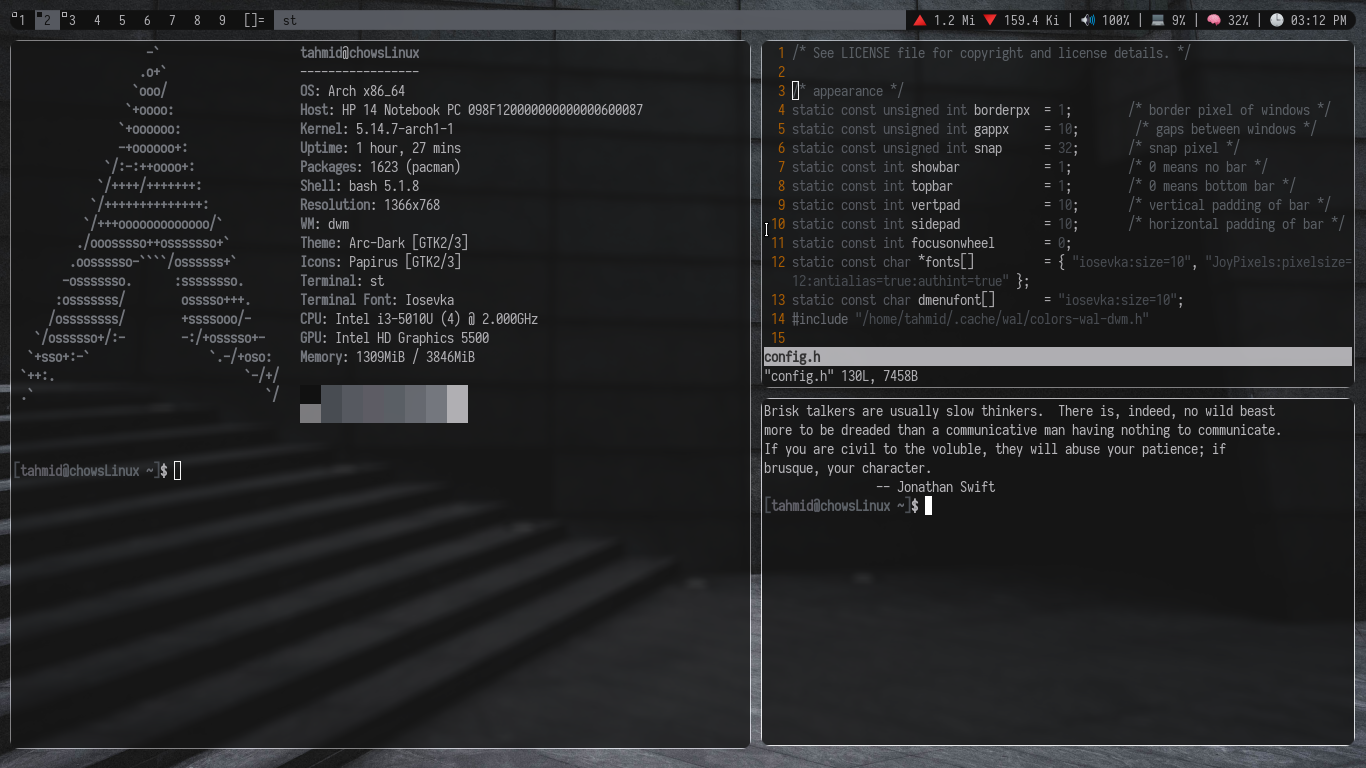 1 2 3 4 5 6 7 8 9 []= st 🔺 1.2 Mi 🔻 159.4 Ki | 🔊 100% | 💻 9% | 🧠 32% | 🕒 03:12 PM
tahmid@chowsLinux
-----------------
OS: Arch x86_64
Host: HP 14 Notebook PC 098F120000000000000600087
Kernel: 5.14.7-arch1-1
Uptime: 1 hour, 27 mins
Packages: 1623 (pacman)
Shell: bash 5.1.8
Resolution: 1366x768
WM: dwm
Theme: Arc-Dark [GTK2/3]
Icons: Papirus [GTK2/3]
Terminal: st
Terminal Font: Iosevka
CPU: Intel i3-5010U (4) @ 2.000GHz
GPU: Intel HD Graphics 5500
Memory: 1309MiB / 3846MiB
[tahmid@chowsLinux ~]$
1 /* See LICENSE file for copyright and license details. */
2
3 /* appearance */
4 static const unsigned int borderpx  = 1;       /* border pixel of windows */
5 static const unsigned int gappx     = 10;       /* gaps between windows */
6 static const unsigned int snap      = 32;      /* snap pixel */
7 static const int showbar            = 1;       /* 0 means no bar */
8 static const int topbar             = 1;       /* 0 means bottom bar */
9 static const int vertpad            = 10;      /* vertical padding of bar */
10 static const int sidepad            = 10;      /* horizontal padding of bar */
11 static const int focusonwheel       = 0;
12 static const char *fonts[]          = { "iosevka:size=10", "JoyPixels:pixelsize=
12:antialias=true:authint=true" };
13 static const char dmenufont[]       = "iosevka:size=10";
14 #include "/home/tahmid/.cache/wal/colors-wal-dwm.h"
15
config.h
"config.h" 130L, 7458B
Brisk talkers are usually slow thinkers.  There is, indeed, no wild beast
more to be dreaded than a communicative man having nothing to communicate.
If you are civil to the voluble, they will abuse your patience; if
brusque, your character.
-- Jonathan Swift
[tahmid@chowsLinux ~]$